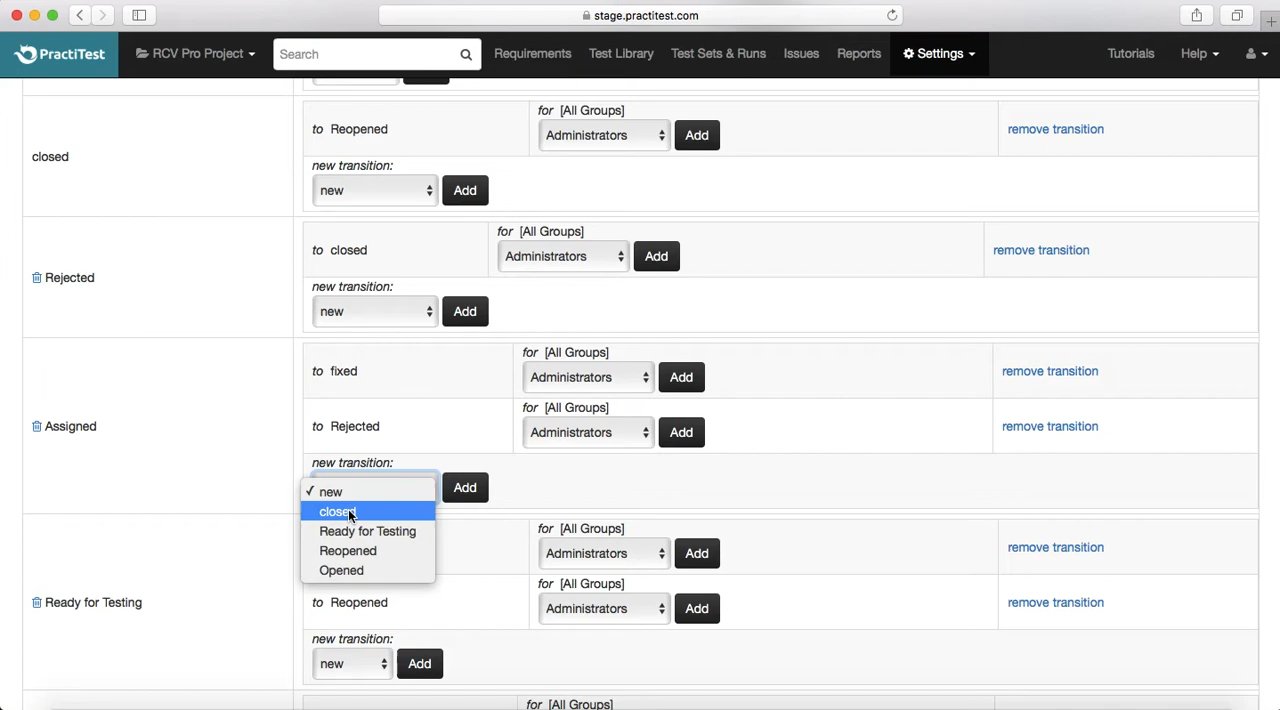 stage.practitest.com
PractiTest
RCV Pro Project
Search
Requirements
Test Library
Test Sets & Runs
Issues
Reports
Settings
Tutorials
Help
closed
to Reopened
for [All Groups]
Administrators
Add
remove transition
new transition:
new
Add
Rejected
to closed
for [All Groups]
Administrators
Add
remove transition
new transition:
new
Add
Assigned
to fixed
for [All Groups]
Administrators
Add
remove transition
to Rejected
for [All Groups]
Administrators
Add
remove transition
new transition:
Add
✓ new
closed
Ready for Testing
Reopened
Opened
Ready for Testing
for [All Groups]
Administrators
Add
remove transition
to Reopened
for [All Groups]
Administrators
Add
remove transition
new transition:
new
Add
for [All Groups]